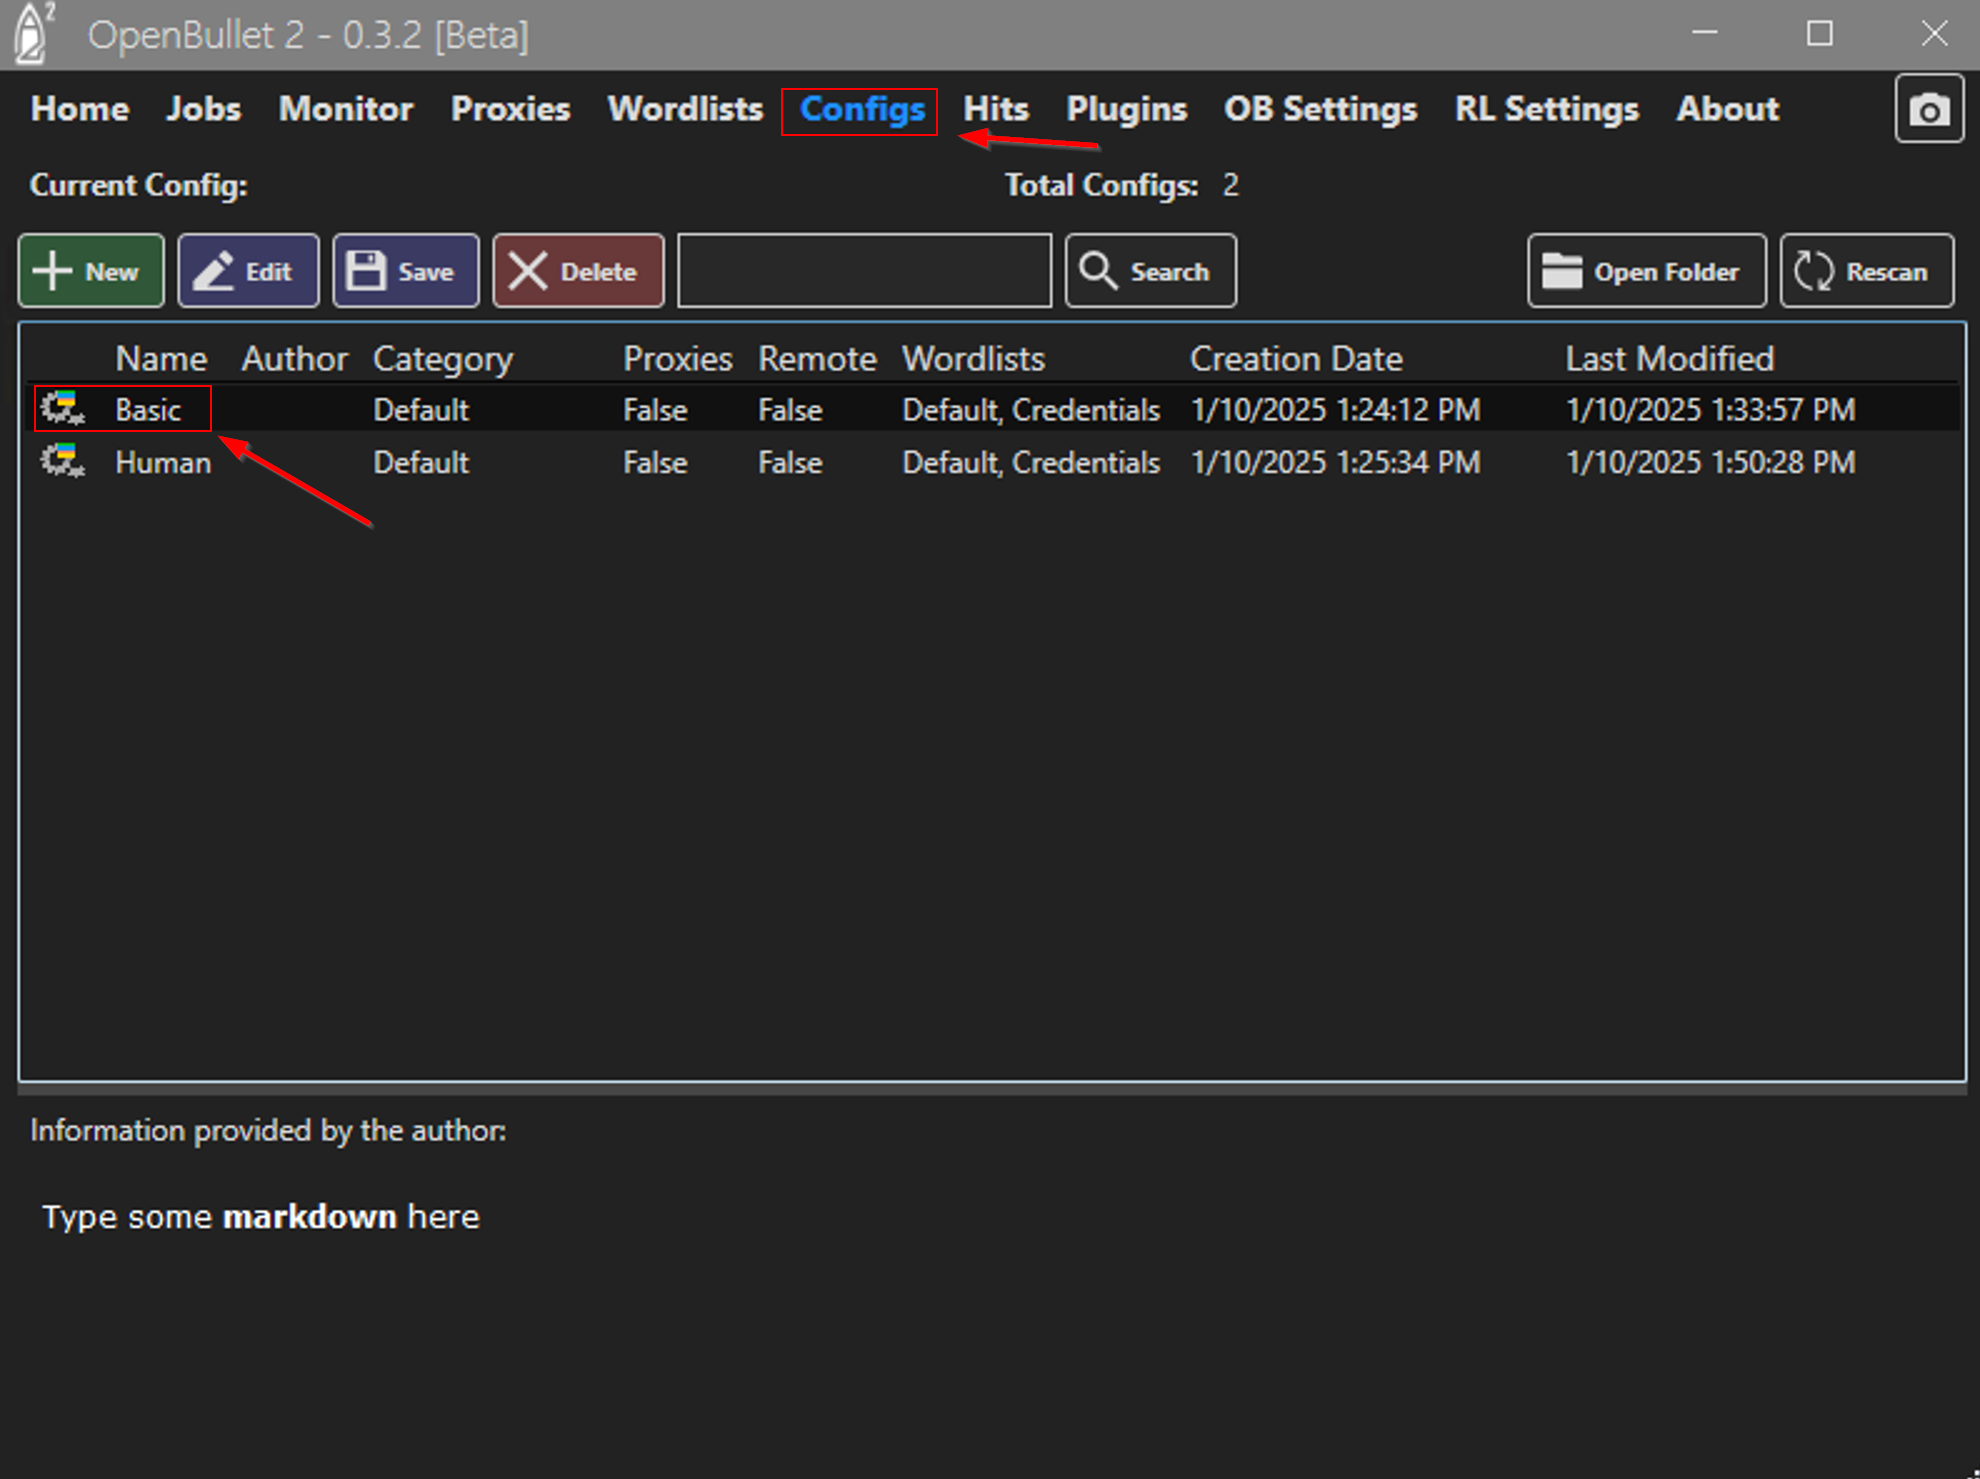 OpenBullet 2 - 0.3.2 [Beta]
Home Jobs Monitor Proxies Wordlists Configs Hits Plugins OB Settings RL Settings About
Current Config: Total Configs: 2
New Edit Save Delete Search Open Folder Rescan
Name Author Category Proxies Remote Wordlists Creation Date Last Modified
Basic Default False False Default, Credentials 1/10/2025 1:24:12 PM 1/10/2025 1:33:57 PM
Human Default False False Default, Credentials 1/10/2025 1:25:34 PM 1/10/2025 1:50:28 PM
Information provided by the author:
Type some markdown here